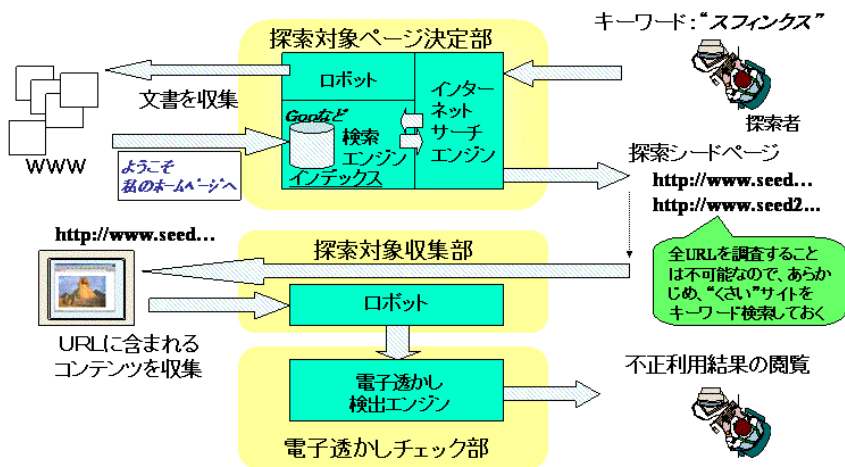 キーワード:“スフィンクス”
探索対象ページ決定部
ロボット
文書を収集
インター
ネット
サーチ
エンジン
Gooなど
検索
エンジン
インデックス
探索者
WWW
ようこそ
私のホームページへ
探索シードページ
http://www.seed...
http://www.seed2...
http://www.seed...
探索対象収集部
全URLを調査すること
は不可能なので、あらか
じめ、“くさい”サイトを
キーワード検索しておく
ロボット
URLに含まれる
コンテンツを収集
電子透かし
検出エンジン
不正利用結果の閲覧
電子透かしチェック部